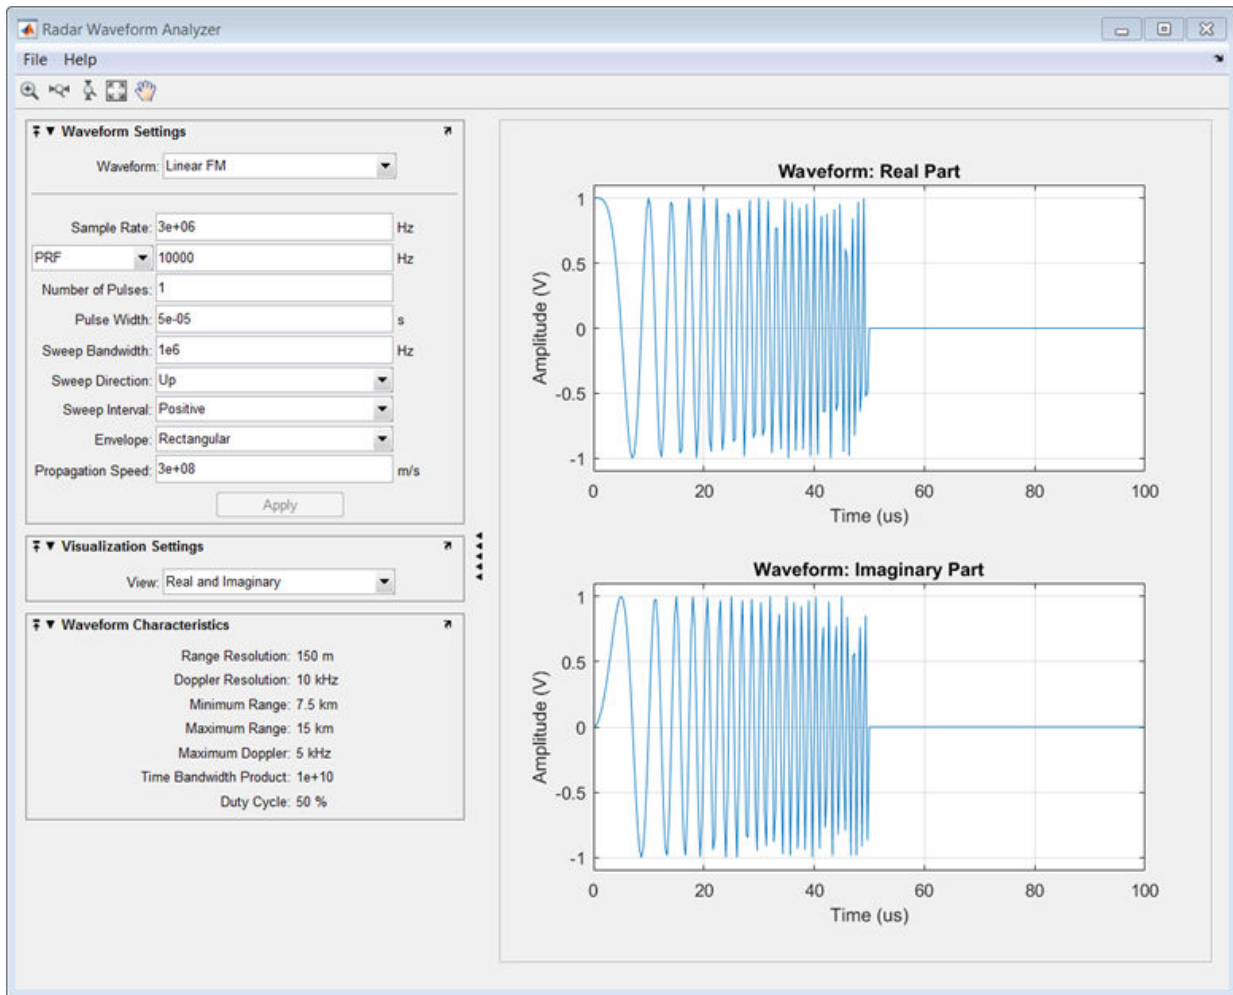 Radar Waveform Analyzer
File Help
Waveform Settings
Waveform: Linear FM
Sample Rate: 3e+06 Hz
PRF 10000 Hz
Number of Pulses: 1
Pulse Width: 5e-05 s
Sweep Bandwidth: 1e6 Hz
Sweep Direction: Up
Sweep Interval: Positive
Envelope: Rectangular
Propagation Speed: 3e+08 m/s
Apply
Visualization Settings
View: Real and Imaginary
Waveform Characteristics
Range Resolution: 150 m
Doppler Resolution: 10 kHz
Minimum Range: 7.5 km
Maximum Range: 15 km
Maximum Doppler: 5 kHz
Time Bandwidth Product: 1e+10
Duty Cycle: 50 %
Waveform: Real Part
Amplitude (V)
1
0.5
0
-0.5
-1
0 20 40 60 80 100
Time (us)
Waveform: Imaginary Part
Amplitude (V)
1
0.5
0
-0.5
-1
0 20 40 60 80 100
Time (us)